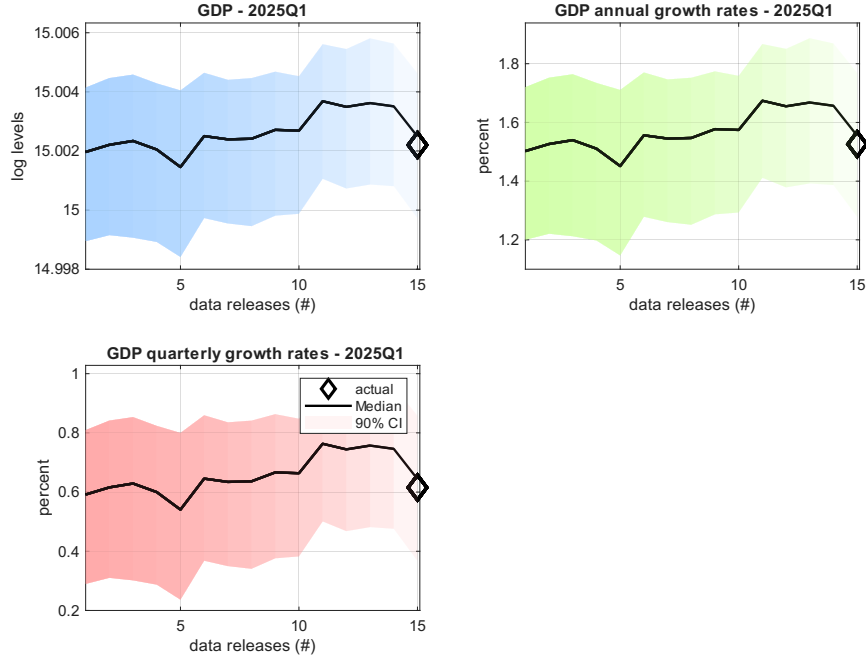 GDP - 2025Q1
15.006
15.004
15.002
15
14.998
log levels
5
10
15
data releases (#)
GDP annual growth rates - 2025Q1
1.8
1.6
1.4
1.2
percent
5
10
15
data releases (#)
GDP quarterly growth rates - 2025Q1
1
0.8
0.6
0.4
0.2
percent
actual
Median
90% CI
5
10
15
data releases (#)